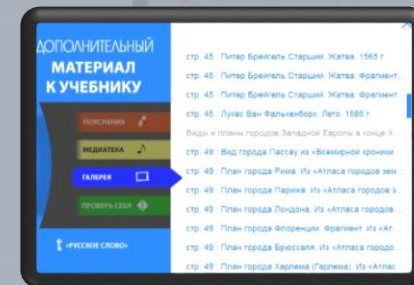 ДОПОЛНИТЕЛЬНЫЙ
МАТЕРИАЛ
К УЧЕБНИКУ
ПОЯСНЕНИЯ
МЕДИАТЕКА
ГАЛЕРЕЯ
ПРОВЕРЬ СЕБЯ
«РУССКОЕ СЛОВО»
стр. 45 Питер Брейгель Старший. Жатва. 1565 г.
стр. 45 Питер Брейгель Старший. Жатва. Фрагмент...
стр. 45 Питер Брейгель Старший. Жатва. Фрагмент
стр. 45 Лукас Ван Фалькенборх. Лето. 1585 г.
Виды и планы городов Западной Европы в конце X
стр. 49 Вид города Пассау из «Всемирной хроники
стр. 49 План города Рима. Из «Атласа городов зем...
стр. 49 План города Парижа. Из «Атласа городов з...
стр. 49 План города Лондона. Из «Атласа городов ...
стр. 49 План города Флоренции. Фрагмент. Из «Ат...
стр. 49 План города Брюсселя. Из «Атласа городо...
стр. 49 План города Харлема (Гарлема). Из «Атлас